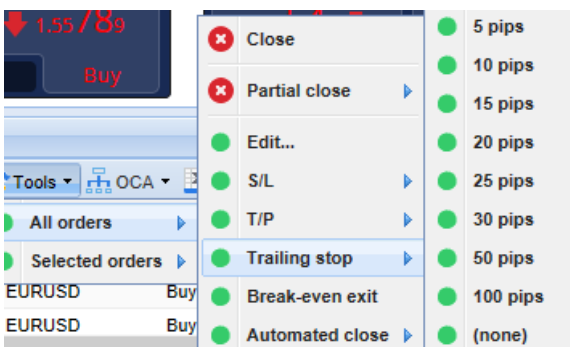 1.55789
Buy
Tools
OCA
All orders
Selected orders
EURUSD Buy
EURUSD Buy
Close
Partial close
Edit...
S/L
T/P
Trailing stop
Break-even exit
Automated close
5 pips
10 pips
15 pips
20 pips
25 pips
30 pips
50 pips
100 pips
(none)